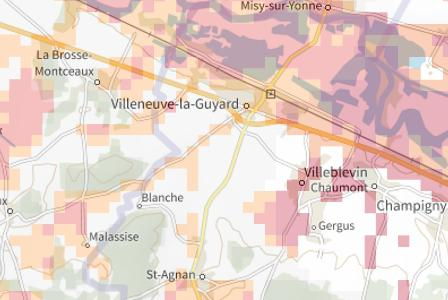 Misy-sur-Yonne
La Brosse-
Montceaux
Villeneuve-la-Guyard
Villeblevin
Chaumont
Champigny
Blanche
Gergus
Malassise
St-Agnan